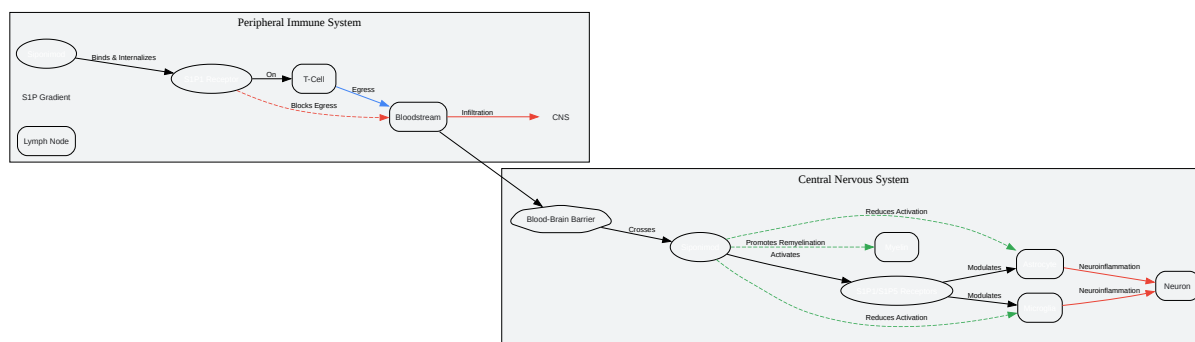 Peripheral Immune System
Binds & Internalizes
On
T-Cell
S1P Gradient
Egress
Blocks Egress
Bloodstream
Infiltration
CNS
Lymph Node
Central Nervous System
Blood-Brain Barrier
Crosses
Reduces Activation
Promotes Remyelination
Activates
Modulates
Modulates
Neuroinflammation
Neuroinflammation
Neuron
Reduces Activation